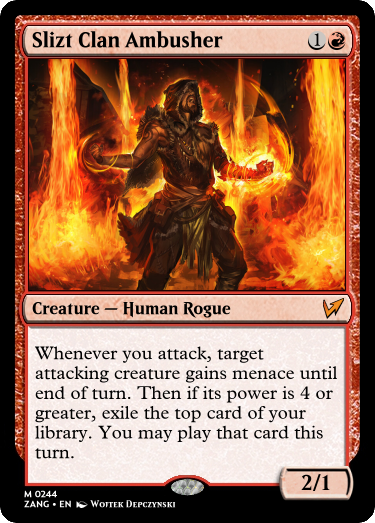 Slizt Clan Ambusher 1
Creature — Human Rogue
Whenever you attack, target
attacking creature gains menace until
end of turn. Then if its power is 4 or
greater, exile the top card of your
library. You may play that card this
turn.
2/1
M 0244
ZANG • EN Wojtek Depczynski